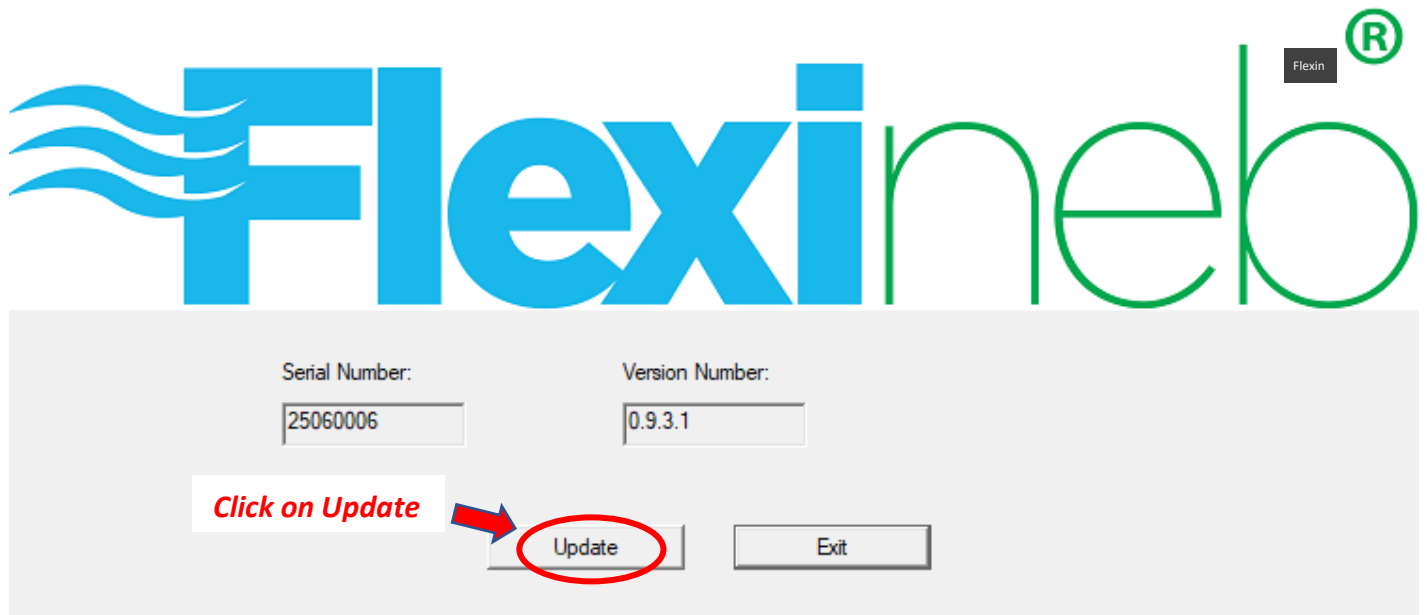 Flexineb®
Flexin
Serial Number:
Version Number:
25060006
0.9.3.1
Click on Update
Update
Exit